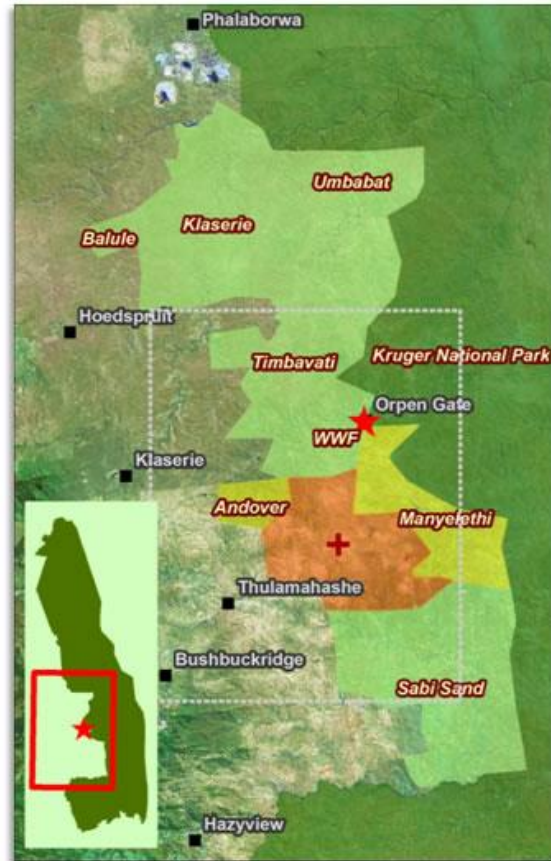 Phalaborwa
Umbabat
Klaserie
Balule
Hoedspruit
Timbavati
Kruger National Park
Orpen Gate
WWF
Klaserie
Andover
Manyelethi
Thulamahashe
Bushbuckridge
Sabi Sand
Hazyview